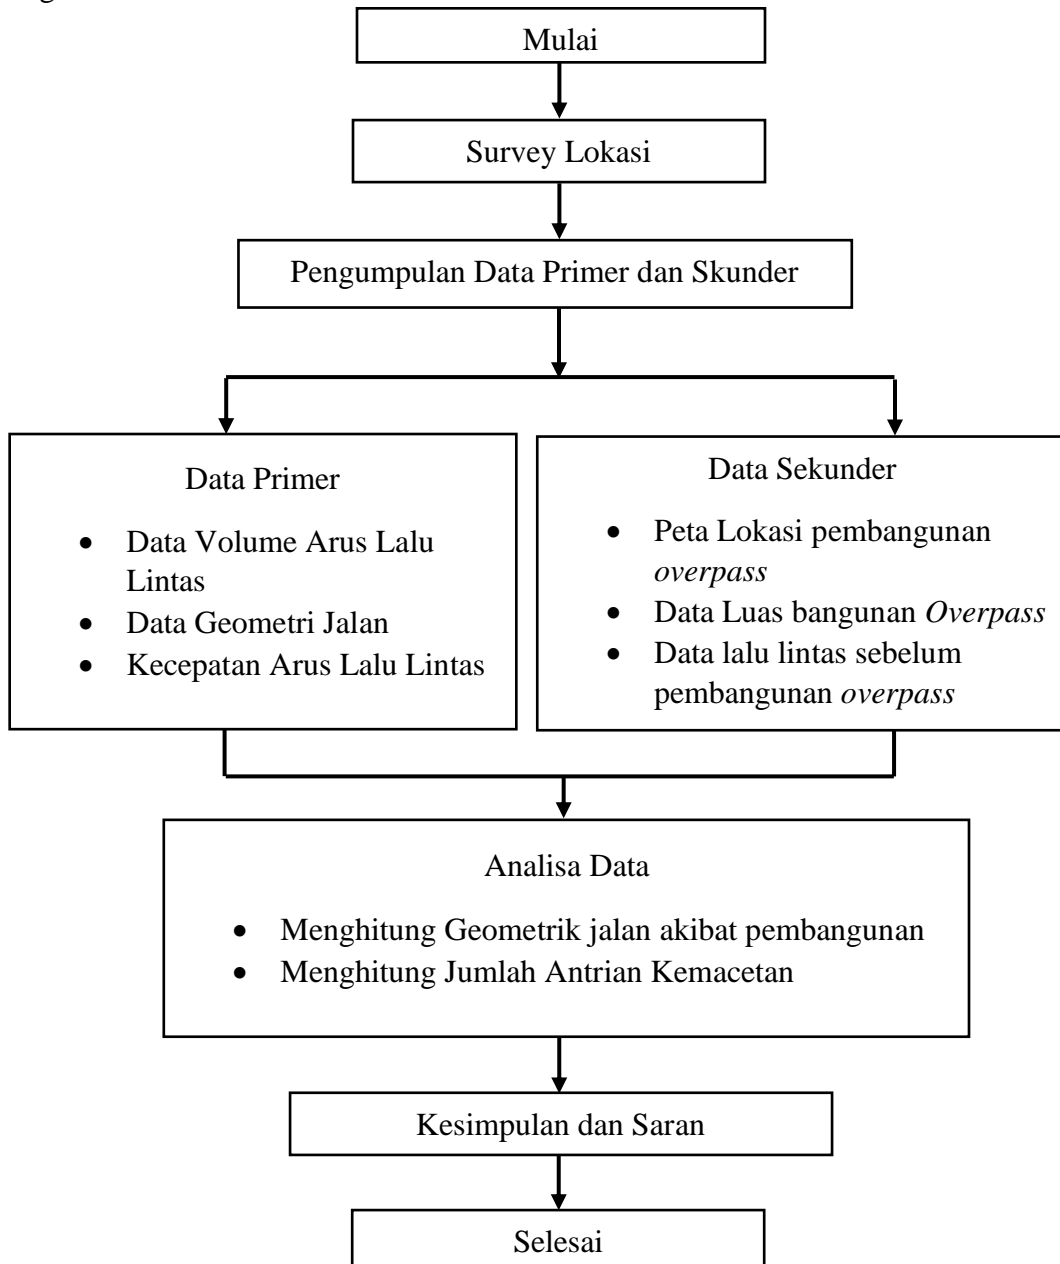 Mulai
Survey Lokasi
Pengumpulan Data Primer dan Skunder
Data Primer
• Data Volume Arus Lalu
Lintas
• Data Geometri Jalan
• Kecepatan Arus Lalu Lintas
Data Sekunder
• Peta Lokasi pembangunan
overpass
• Data Luas bangunan Overpass
• Data lalu lintas sebelum
pembangunan overpass
Analisa Data
• Menghitung Geometrik jalan akibat pembangunan
• Menghitung Jumlah Antrian Kemacetan
Kesimpulan dan Saran
Selesai